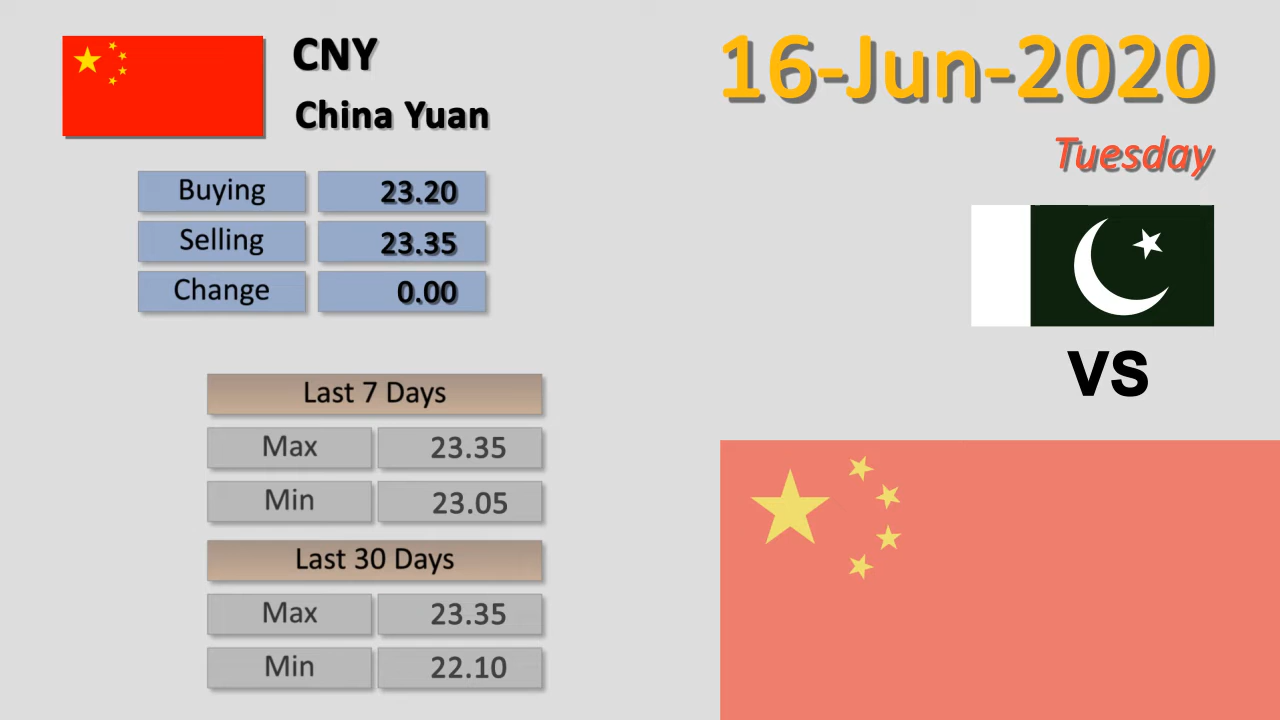 CNY
China Yuan
16-Jun-2020
Tuesday
Buying 23.20
Selling 23.35
Change 0.00
VS
Last 7 Days
Max 23.35
Min 23.05
Last 30 Days
Max 23.35
Min 22.10